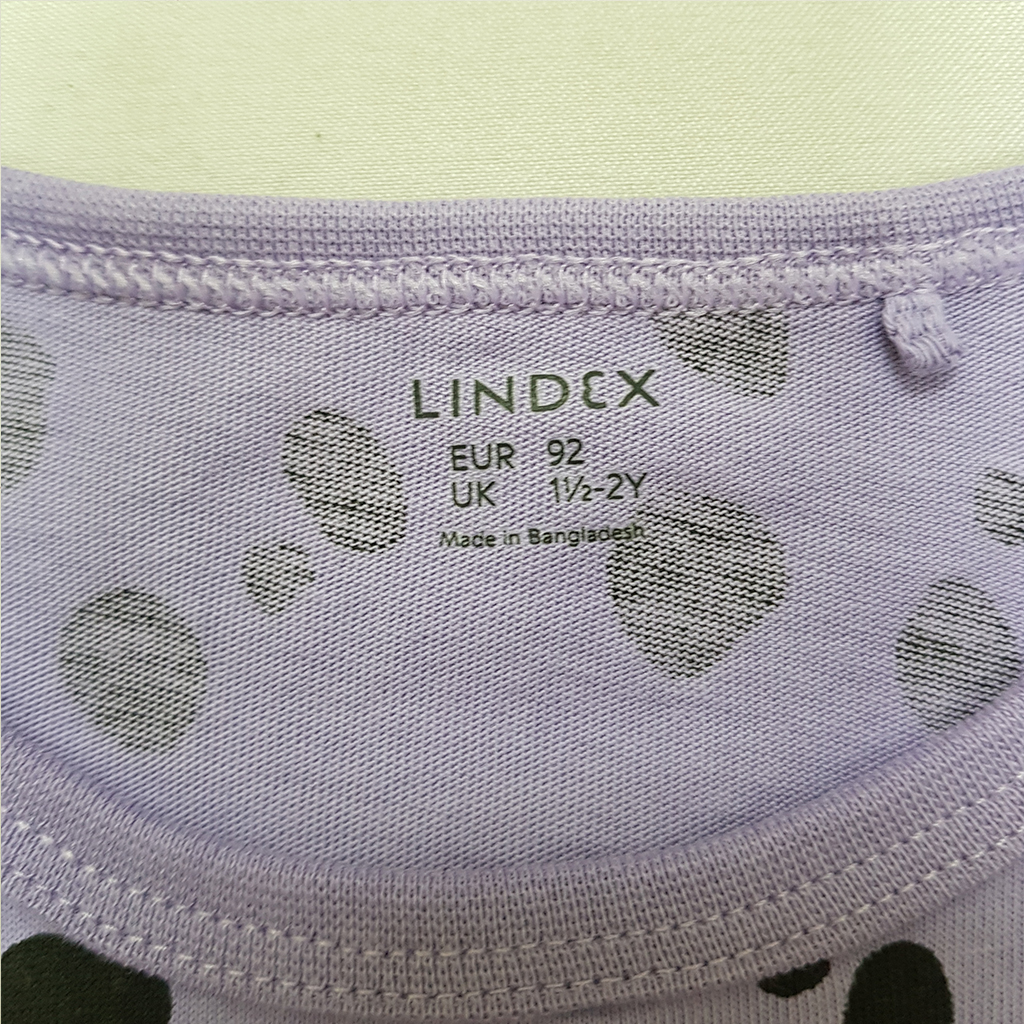 LINDEX
EUR 92
UK 1½-2Y
Made in Bangladesh